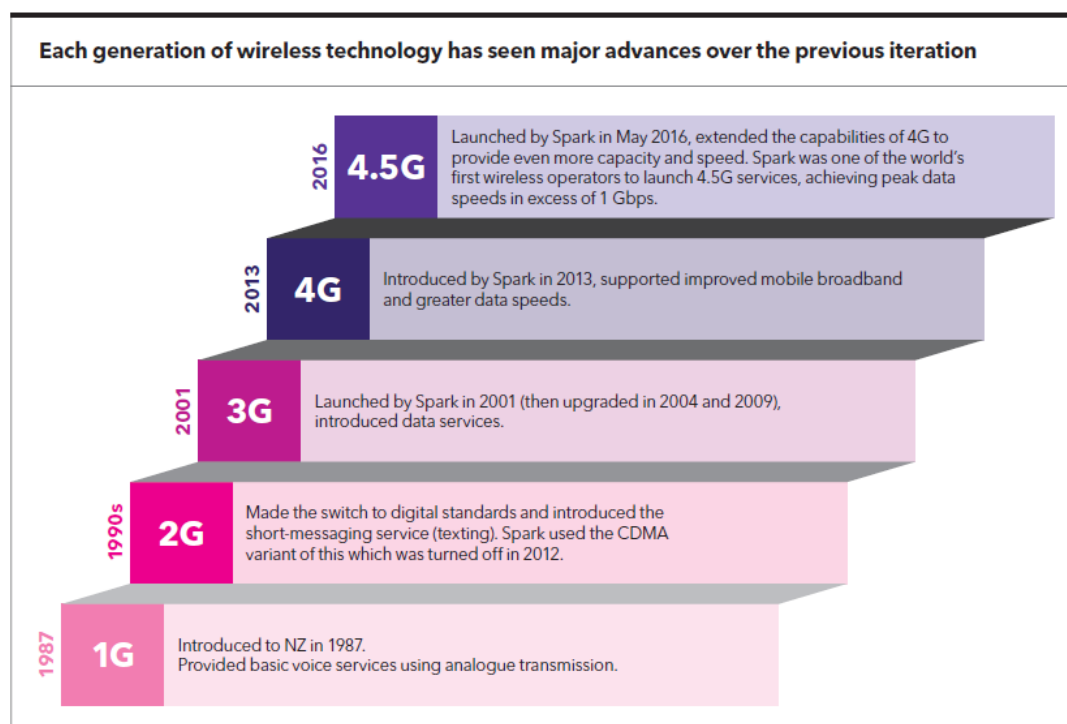 Each generation of wireless technology has seen major advances over the previous iteration
2016
4.5G
Launched by Spark in May 2016, extended the capabilities of 4G to
provide even more capacity and speed. Spark was one of the world's
first wireless operators to launch 4.5G services, achieving peak data
speeds in excess of 1 Gbps.
2013
4G
Introduced by Spark in 2013, supported improved mobile broadband
and greater data speeds.
2001
3G
Launched by Spark in 2001 (then upgraded in 2004 and 2009),
introduced data services.
1990s
2G
Made the switch to digital standards and introduced the
short-messaging service (texting). Spark used the CDMA
variant of this which was turned off in 2012.
1987
1G
Introduced to NZ in 1987.
Provided basic voice services using analogue transmission.